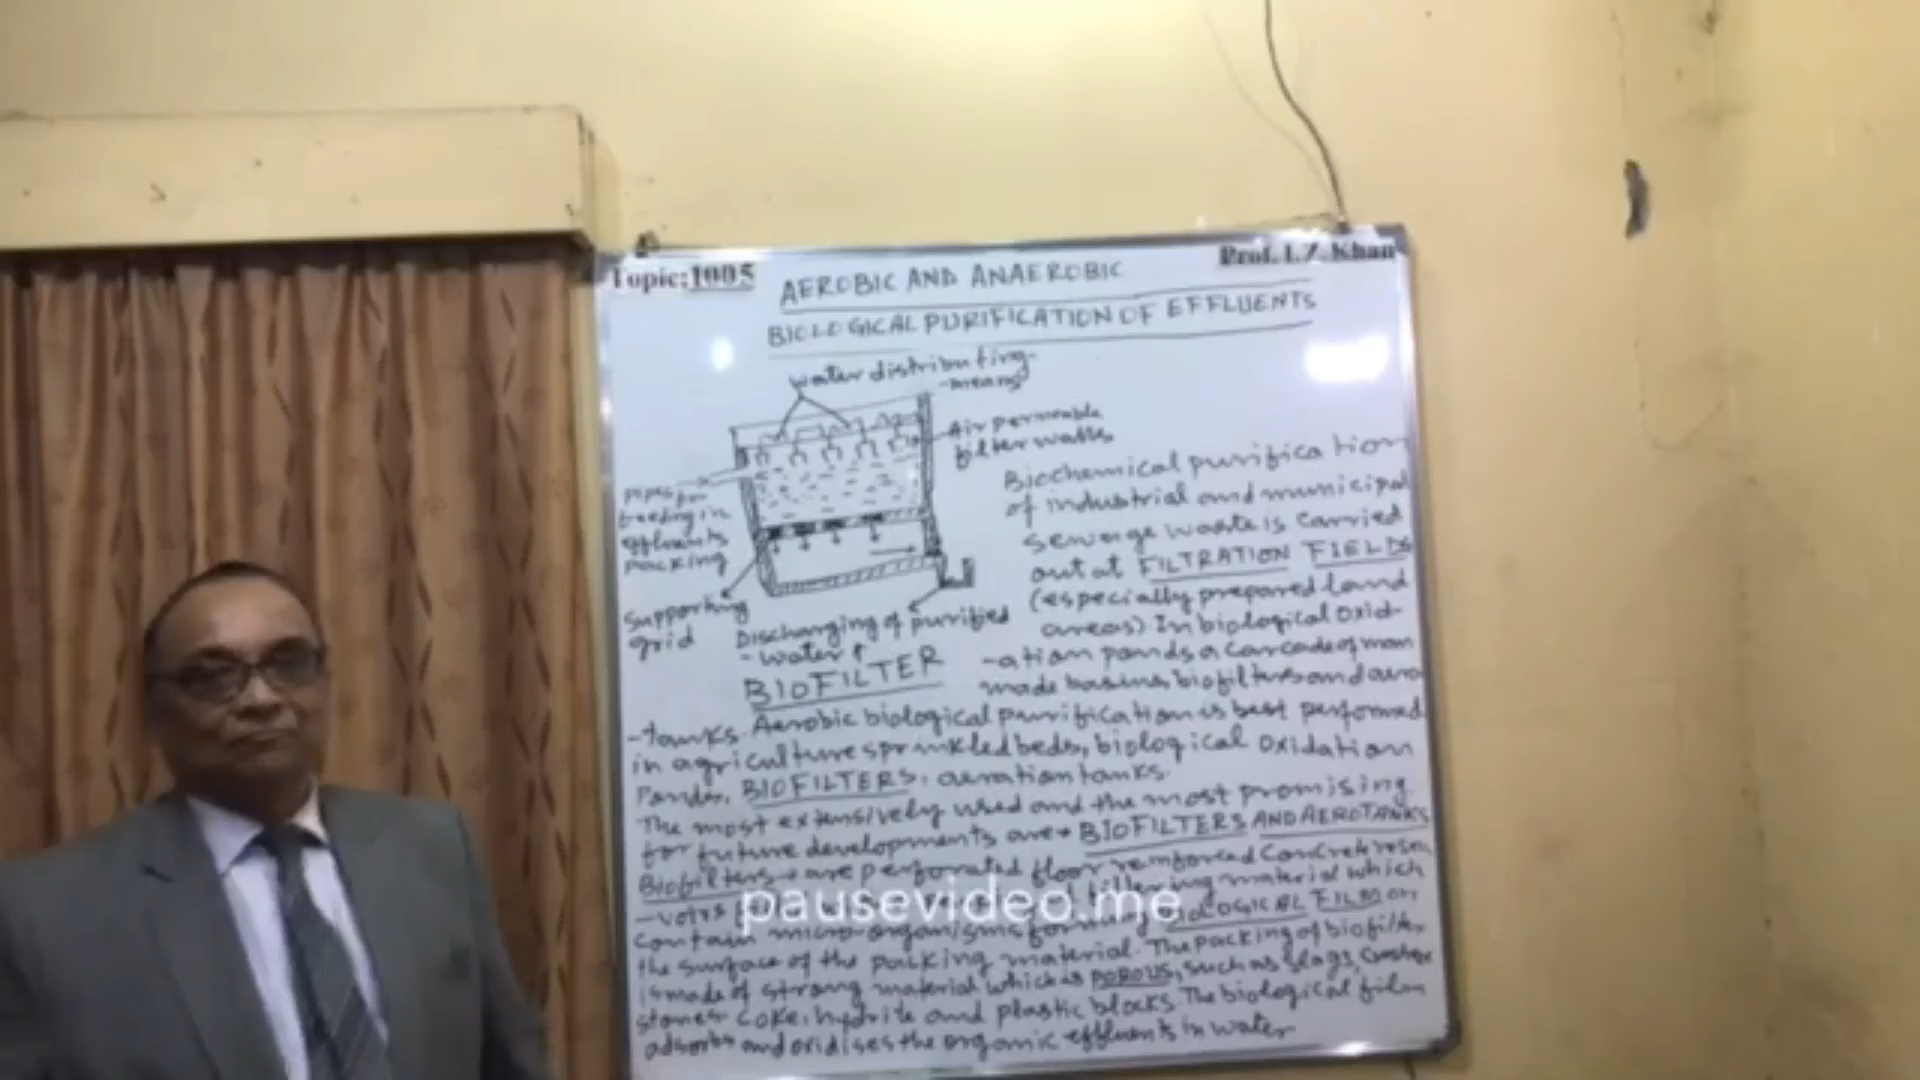 Topic:1005
Prof. I.Z. Khan
AEROBIC AND ANAEROBIC
BIOLOGICAL PURIFICATION OF EFFLUENTS
water distributing
-means
Air permeable
filter walls
pipes for
feeding in
effluents
packing
supporting
grid
Discharging of purified
-water
BIOFILTER
Biochemical purification
of industrial and municipal
sewerge waste is carried
out at FILTRATION FIELDS
(especially prepared land
areas). In biological oxid-
-ation ponds a cascade of man
made basins, biofilters and aero
-tanks. Aerobic biological purification is best performed
in agriculture sprinkled beds, biological oxidation
Ponds, BIOFILTERS, aeration tanks.
The most extensively used and the most promising
for future developments are BIOFILTERS AND AEROTANKS
Biofilters are perforated floor reinforced concrete reser
-voirs filtering material which
contain micro-organisms forming BIOLOGICAL FILM on
the surface of the packing material. The packing of biofilter
is made of strong material which is POROUS, such as slags, crushed
stones coke, hydrite and plastic blocks. The biological film
adsorbs and oxidises the organic effluents in water
pausevideo.me